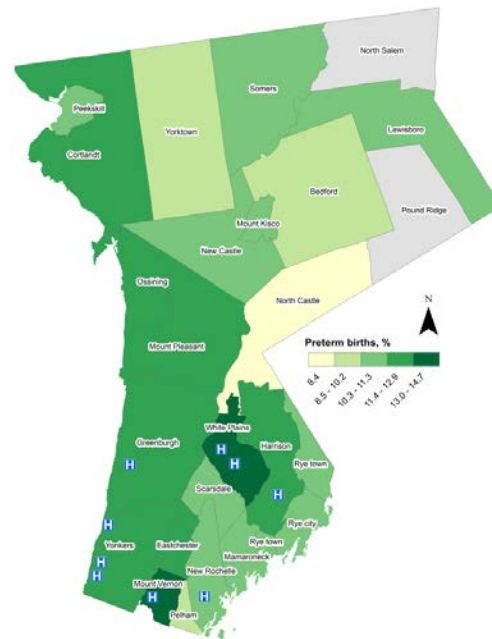 North Salem
Somers
Peekskill
Yorktown
Lewisboro
Cortlandt
Bedford
Pound Ridge
Mount Kisco
New Castle
Ossining
North Castle
N
Mount Pleasant
Preterm births, %
8.4
8.5 - 10.2
10.3 - 11.3
11.4 - 12.9
13.0 - 14.7
White Plains
Greenburgh
Harrison
Rye town
H
H
H
Scarsdale
H
Rye city
H
Yonkers
Eastchester
Rye town
Mamaroneck
H
H
New Rochelle
Mount Vernon
H
H
Pelham